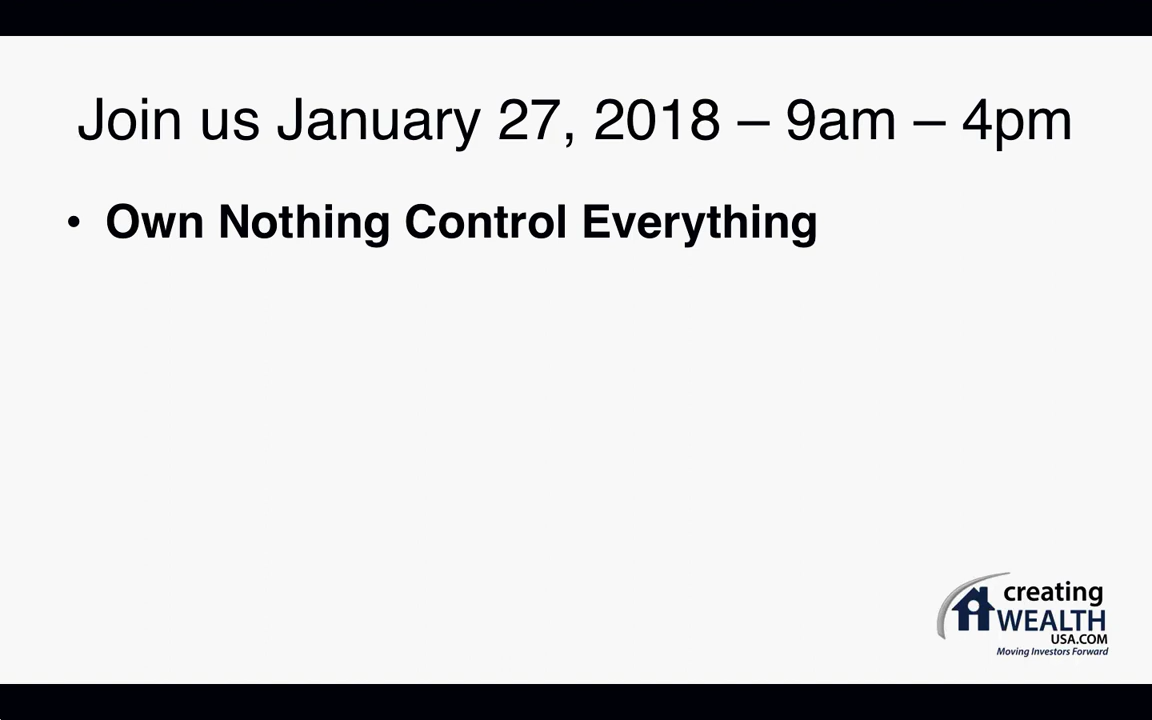 Join us January 27, 2018 – 9am – 4pm
• Own Nothing Control Everything
creating
WEALTH
USA.COM
Moving Investors Forward